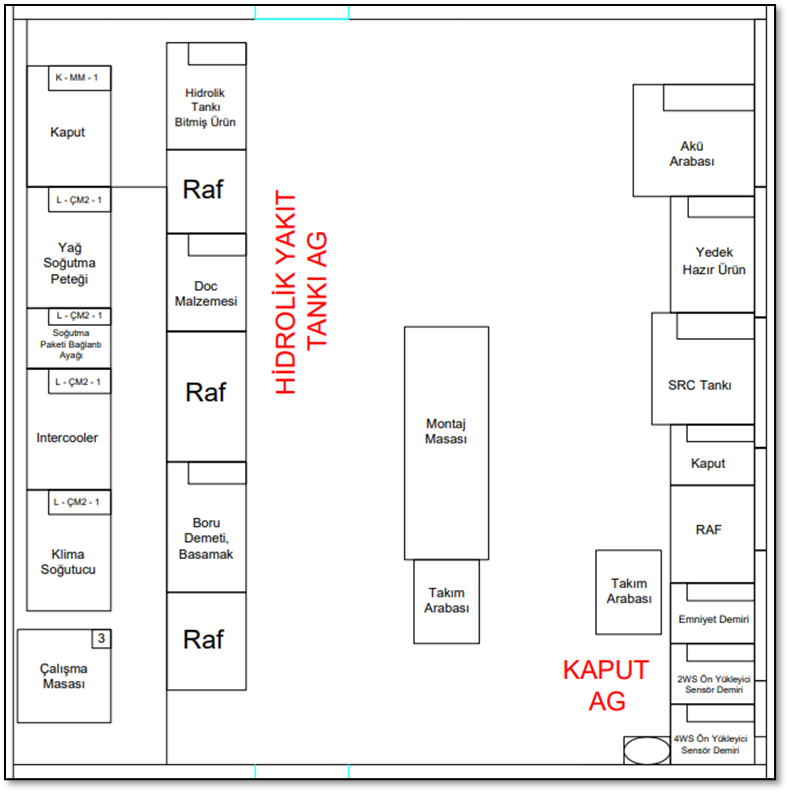 K - MM - 1
Kaput
L - ÇM2 - 1
Yağ
Soğutma
Peteği
L - ÇM2 - 1
Soğutma
Paketi Bağlantı
Ayağı
L - ÇM2 - 1
Intercooler
L - ÇM2 - 1
Klima
Soğutucu
3
Çalışma
Masası
Hidrolik
Tankı
Bitmiş Ürün
Raf
Doc
Malzemesi
Raf
Boru
Demeti,
Basamak
Raf
HİDROLİK YAKIT
TANKI AG
Montaj
Masası
Takım
Arabası
Takım
Arabası
KAPUT
AG
Akü
Arabası
Yedek
Hazır Ürün
SRC Tankı
Kaput
RAF
Emniyet Demiri
2WS Ön Yükleyici
Sensör Demiri
4WS Ön Yükleyici
Sensör Demiri